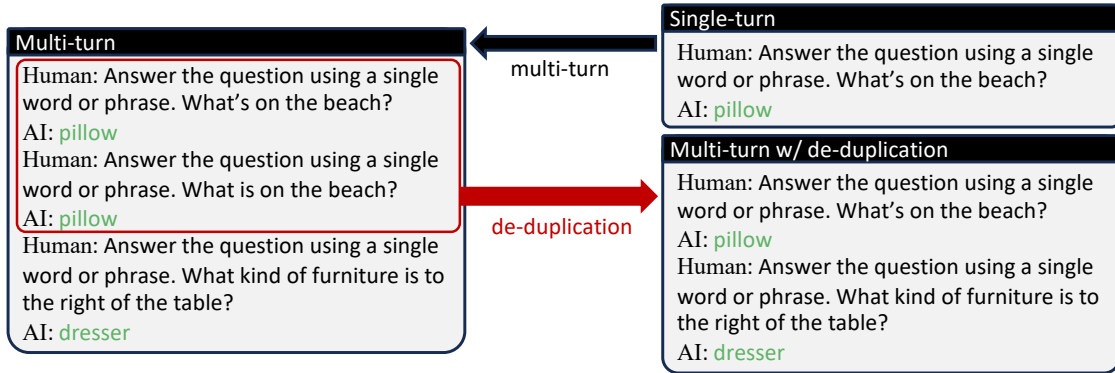 Multi-turn
Human: Answer the question using a single
word or phrase. What's on the beach?
AI: pillow
Human: Answer the question using a single
word or phrase. What is on the beach?
AI: pillow
Human: Answer the question using a single
word or phrase. What kind of furniture is to
the right of the table?
AI: dresser
multi-turn
de-duplication
Single-turn
Human: Answer the question using a single
word or phrase. What's on the beach?
AI: pillow
Multi-turn w/ de-duplication
Human: Answer the question using a single
word or phrase. What's on the beach?
AI: pillow
Human: Answer the question using a single
word or phrase. What kind of furniture is to
the right of the table?
AI: dresser